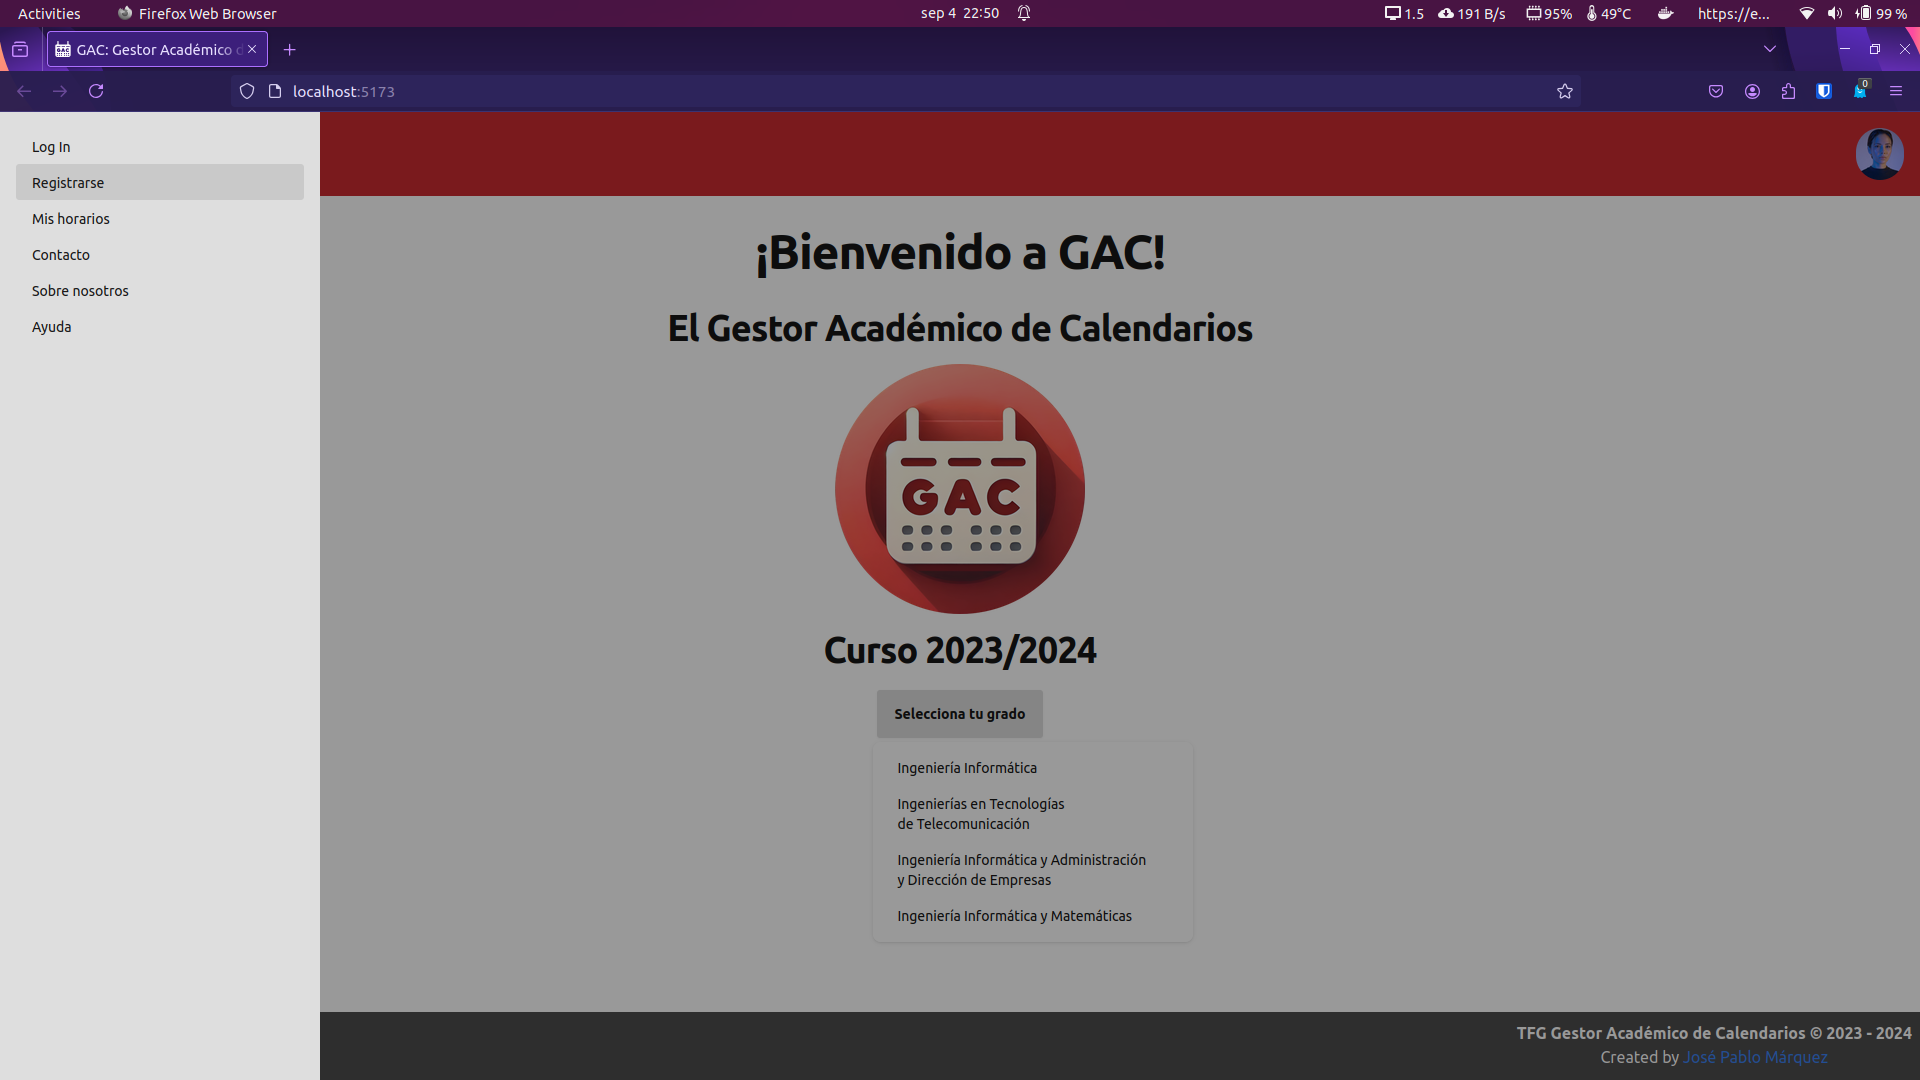 Activities
Firefox Web Browser
sep 4 22:50
1.5
191 B/s
95%
49°C
https://e...
99 %
GAC: Gestor Académico d
localhost:5173
0
Log In
Registrarse
Mis horarios
Contacto
Sobre nosotros
Ayuda
¡Bienvenido a GAC!
El Gestor Académico de Calendarios
GAC
Curso 2023/2024
Selecciona tu grado
Ingeniería Informática
Ingenierías en Tecnologías
de Telecomunicación
Ingeniería Informática y Administración
y Dirección de Empresas
Ingeniería Informática y Matemáticas
TFG Gestor Académico de Calendarios © 2023 - 2024
Created by José Pablo Márquez